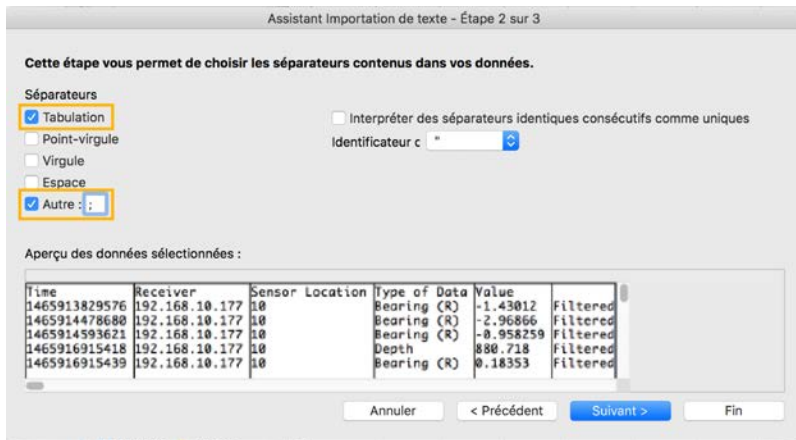 Assistant Importation de texte - Étape 2 sur 3
Cette étape vous permet de choisir les séparateurs contenus dans vos données.
Séparateurs
Tabulation
Interpréter des séparateurs identiques consécutifs comme uniques
Point-virgule
Identificateur c "
Virgule
Espace
Autre : ;
Aperçu des données sélectionnées :
Time Receiver Sensor Location Type of Data Value
1465913829576 192.168.10.177 10 Bearing (R) -1.43012 Filtered
1465914478680 192.168.10.177 10 Bearing (R) -2.96866 Filtered
1465914593621 192.168.10.177 10 Bearing (R) -0.958259 Filtered
1465916915418 192.168.10.177 10 Depth 880.718 Filtered
1465916915439 192.168.10.177 10 Bearing (R) 0.18353 Filtered
Annuler < Précédent Suivant > Fin